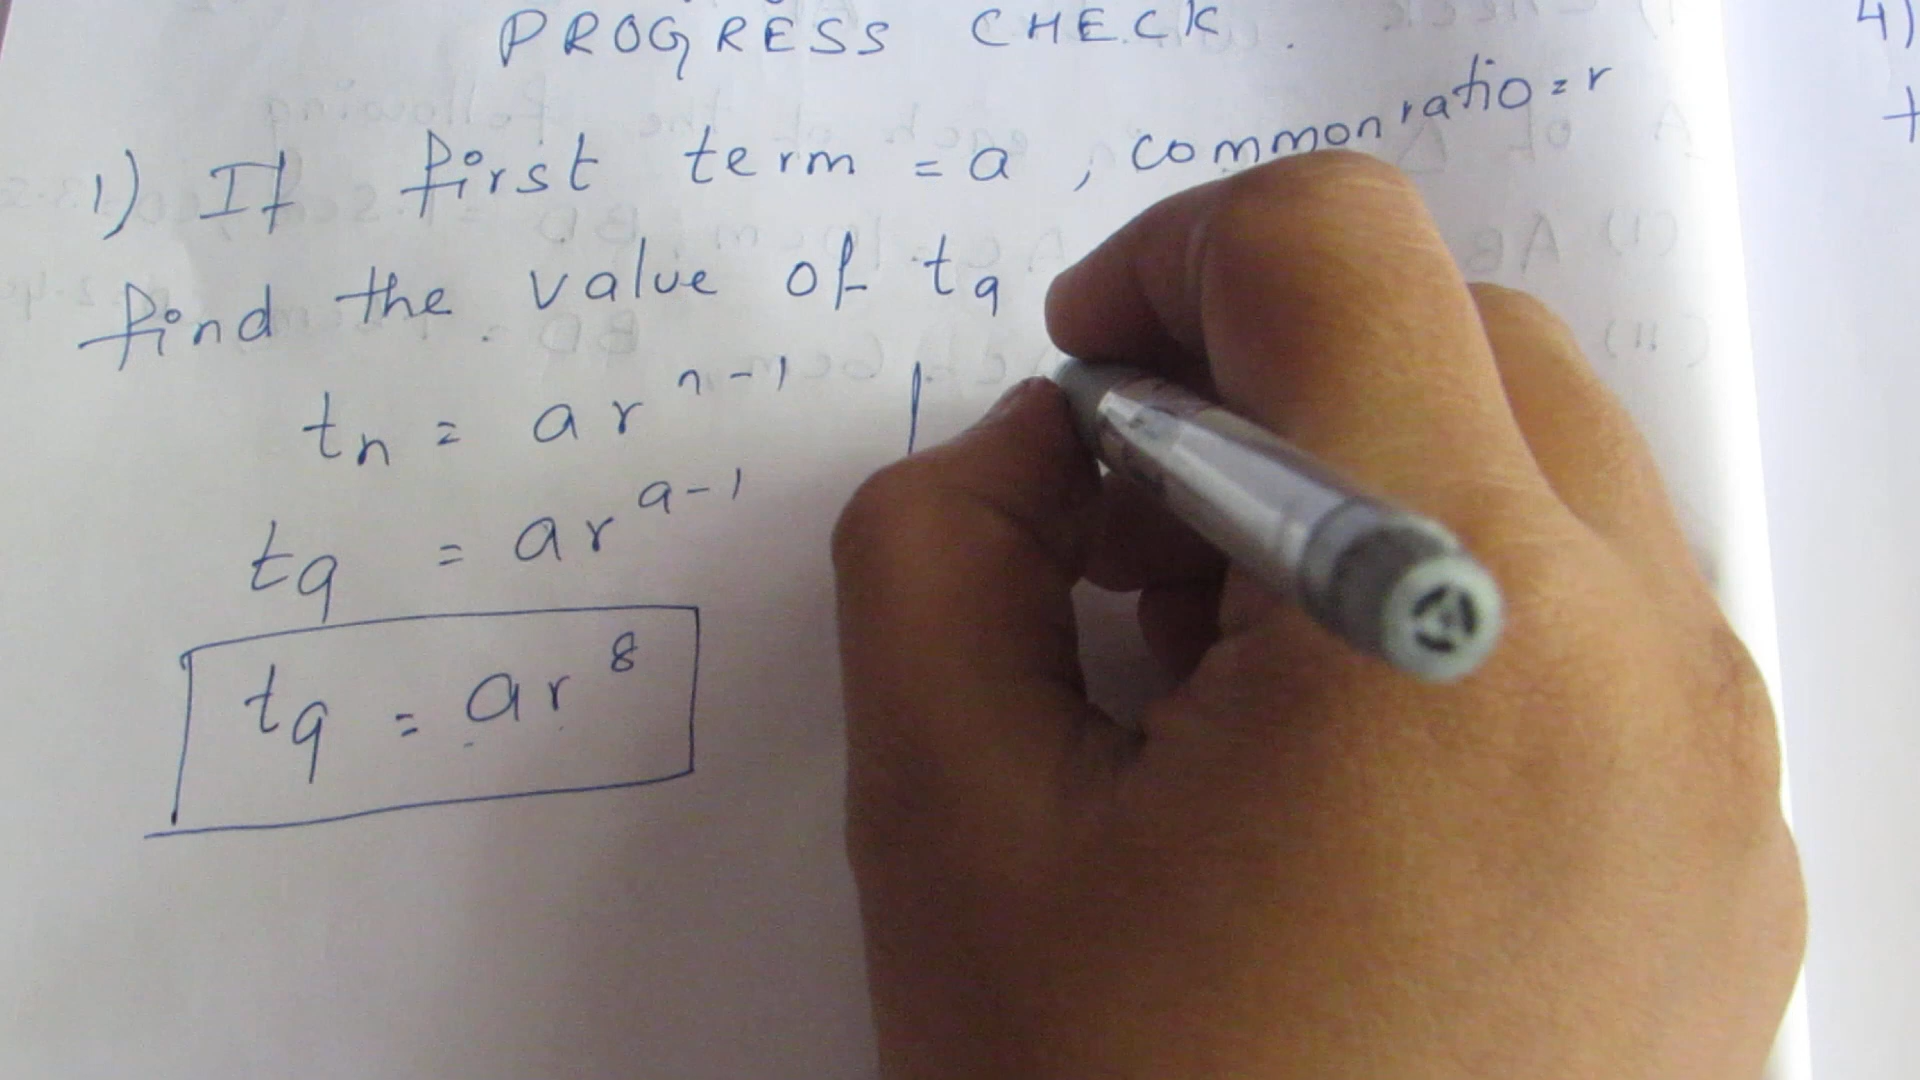 PROGRESS CHECK.
1) If first term = a, common ratio = r
find the value of t9
tn = ar^n-1
t9 = ar^9-1
t9 = ar^8
4)